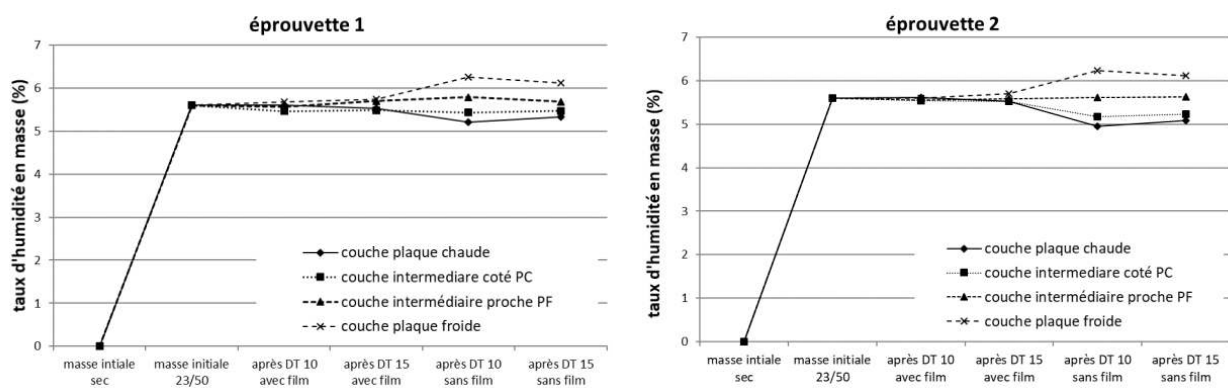 éprouvette 1
taux d'humidité en masse (%)
7
6
5
4
3
2
1
0
couche plaque chaude
couche intermediare coté PC
couche intermédiaire proche PF
couche plaque froide
masse intiale sec
masse initiale 23/50
après DT 10 avec film
après DT 15 avec film
après DT 10 sans film
après DT 15 sans film
éprouvette 2
taux d'humidité en masse (%)
7
6
5
4
3
2
1
0
couche plaque chaude
couche intermediare coté PC
couche intermédiaire proche PF
couche plaque froide
masse intiale sec
masse initiale 23/50
après DT 10 avec film
après DT 15 avec film
après DT 10 sans film
après DT 15 sans film